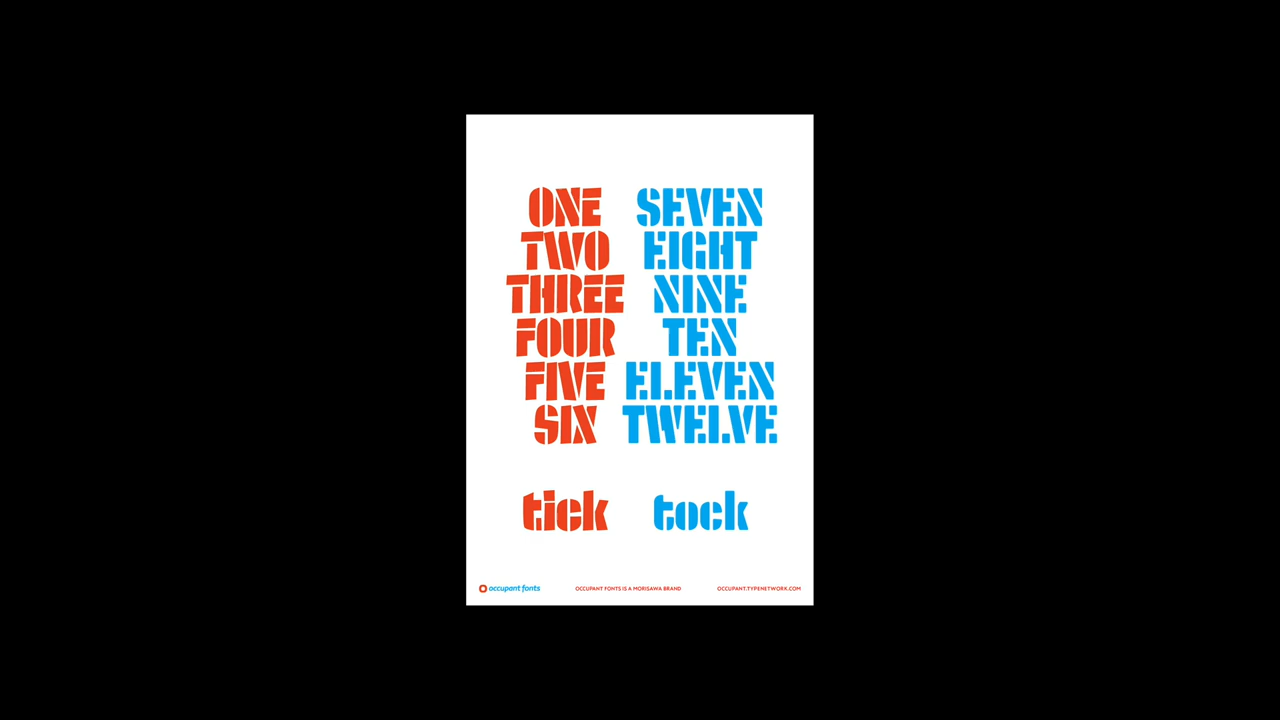 ONE
TWO
THREE
FOUR
FIVE
SIX
SEVEN
EIGHT
NINE
TEN
ELEVEN
TWELVE
tick
tock
occupant fonts
OCCUPANT FONTS IS A MORISAWA BRAND
OCCUPANT.TYPENETWORK.COM